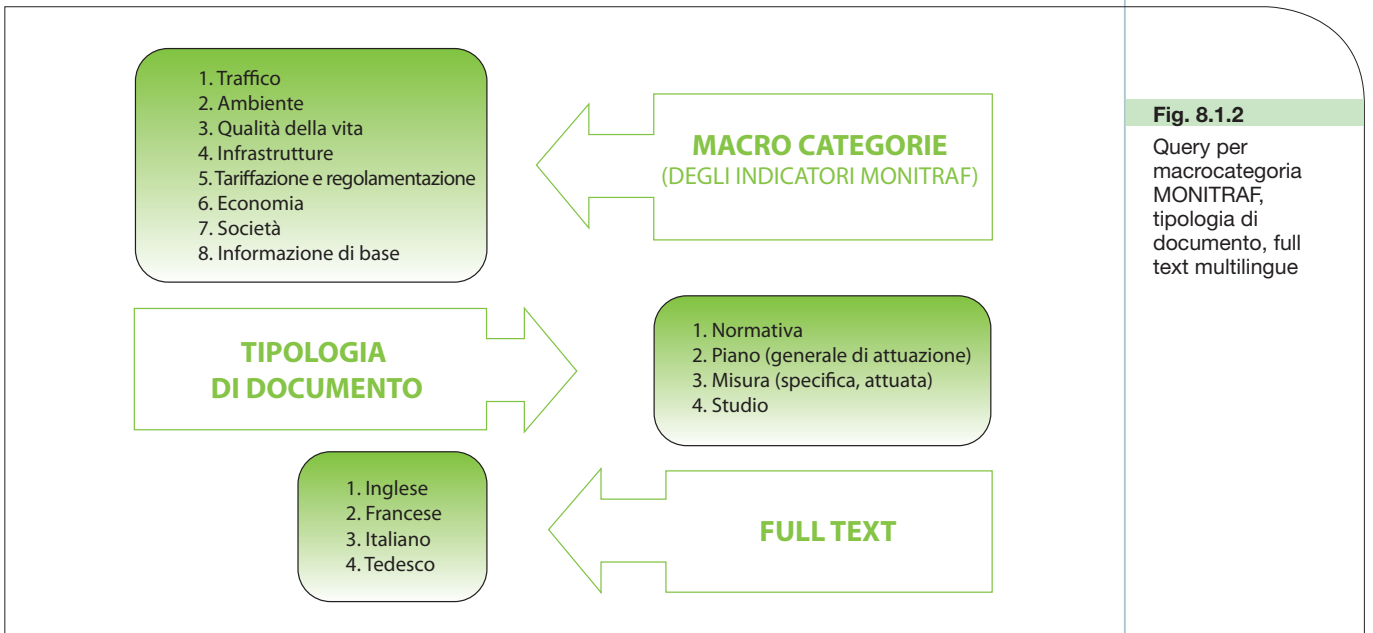 1. Traffico
2. Ambiente
3. Qualità della vita
4. Infrastrutture
5. Tariffazione e regolamentazione
6. Economia
7. Società
8. Informazione di base
MACRO CATEGORIE
(DEGLI INDICATORI MONITRAF)
TIPOLOGIA
DI DOCUMENTO
1. Normativa
2. Piano (generale di attuazione)
3. Misura (specifica, attuata)
4. Studio
1. Inglese
2. Francese
3. Italiano
4. Tedesco
FULL TEXT
Fig. 8.1.2
Query per
macrocategoria
MONITRAF,
tipologia di
documento, full
text multilingue